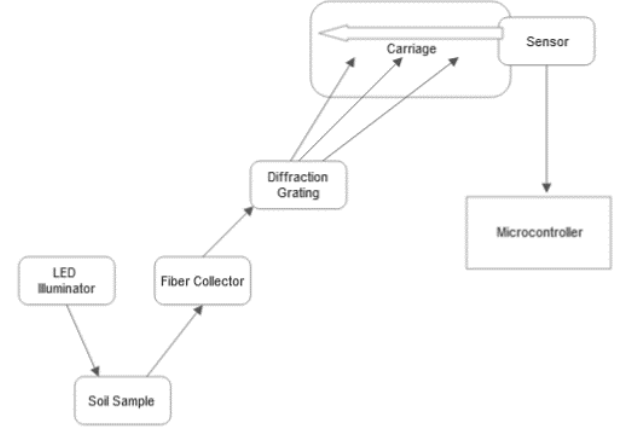 Sensor
Carriage
Diffraction
Grating
Microcontroller
LED
Illuminator
Fiber Collector
Soil Sample